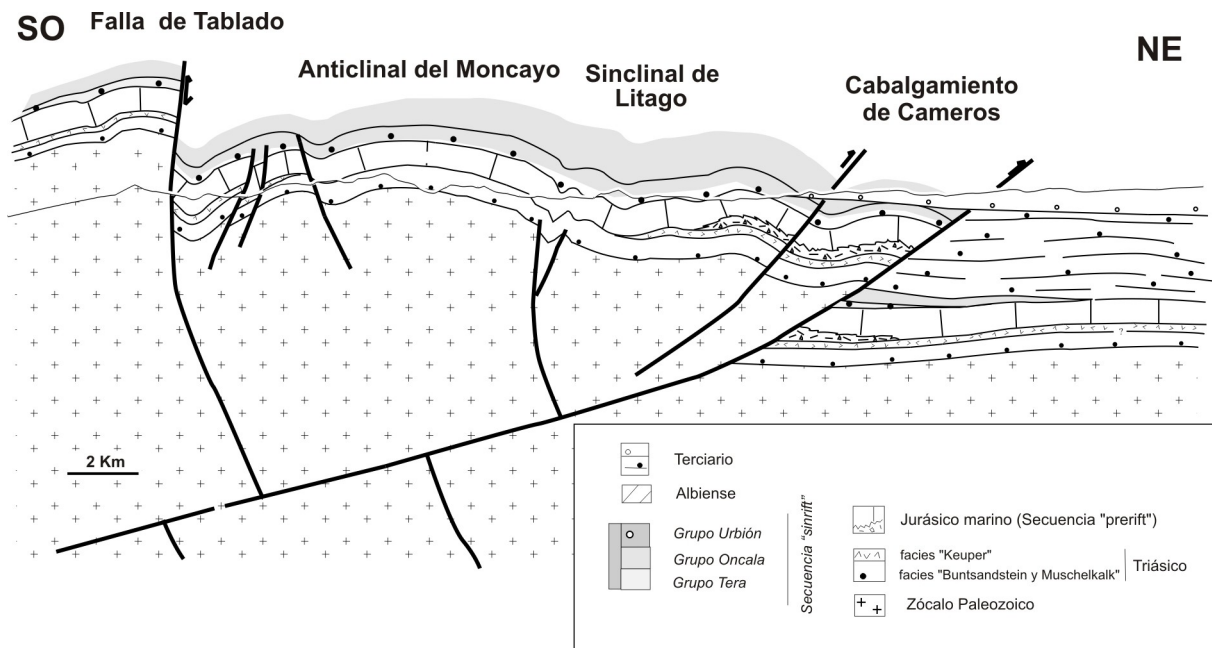 SO
Falla de Tablado
Anticlinal del Moncayo
Sinclinal de
Litago
Cabalgamiento
de Cameros
NE
?
2 Km
Terciario
Albiense
Grupo Urbión
Grupo Oncala
Grupo Tera
Secuencia "sinrift"
Jurásico marino (Secuencia "prerift")
facies "Keuper"
facies "Buntsandstein y Muschelkalk"
Triásico
Zócalo Paleozoico